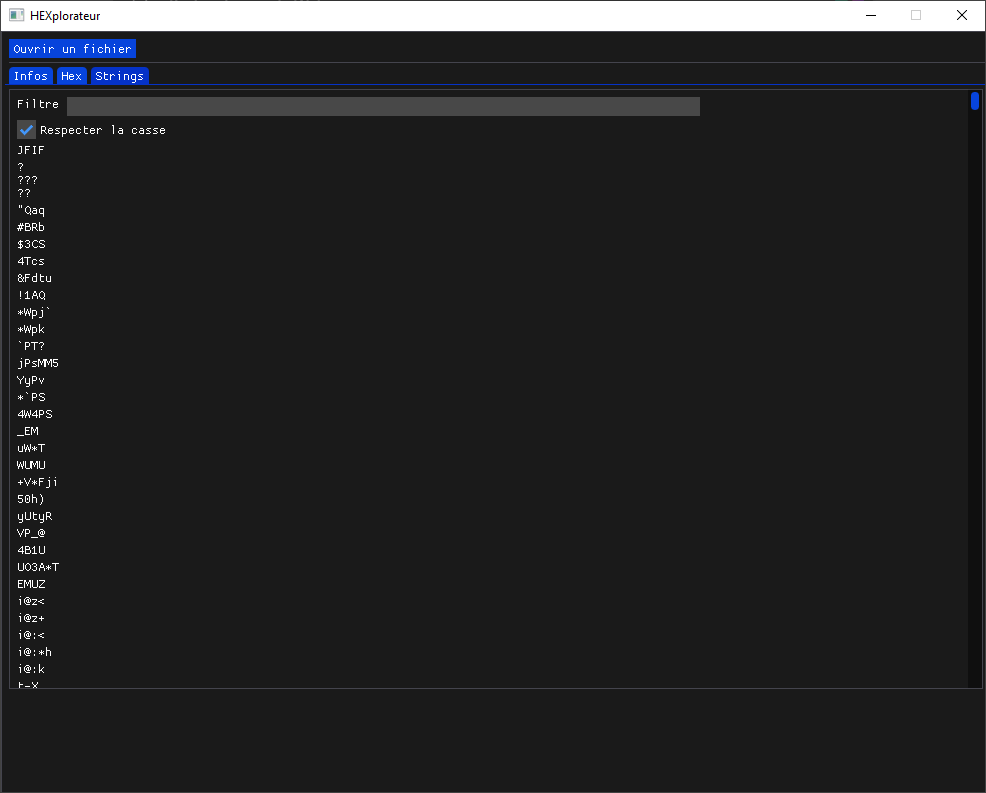 HEXplorateur
Ouvrir un fichier
Infos Hex Strings
Filtre
Respecter la casse
JFIF
?
???
??
"Qaq
#BRb
$3CS
4Tcs
&Fdtu
!1AQ
*Wpj`
*Wpk
`PT?
jPsMM5
YyPv
*`PS
4W4PS
_EM
uW*T
WUMU
+V*Fji
50h)
yUtyR
VP_@
4B1U
UO3A*T
EMUZ
i@z<
i@z+
i@:<
i@:*h
i@:k
t-X